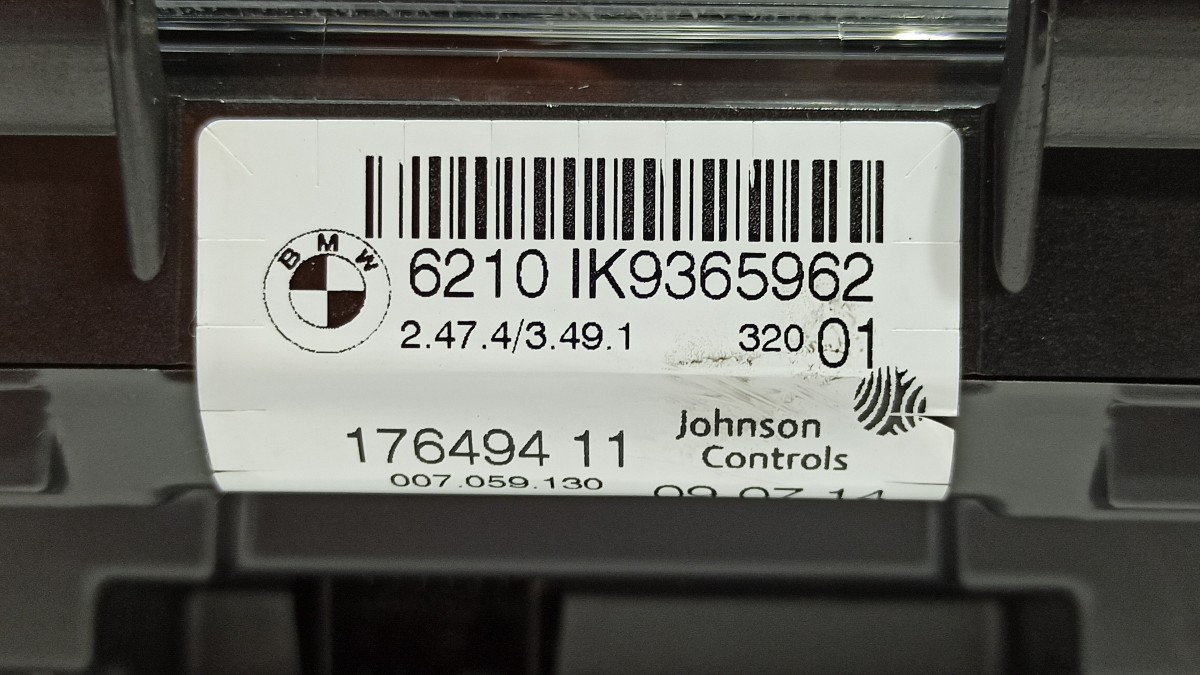 BMW
6210 IK9365962
2.47.4/3.49.1 320 01
176494 11
Johnson
Controls
007.059.130